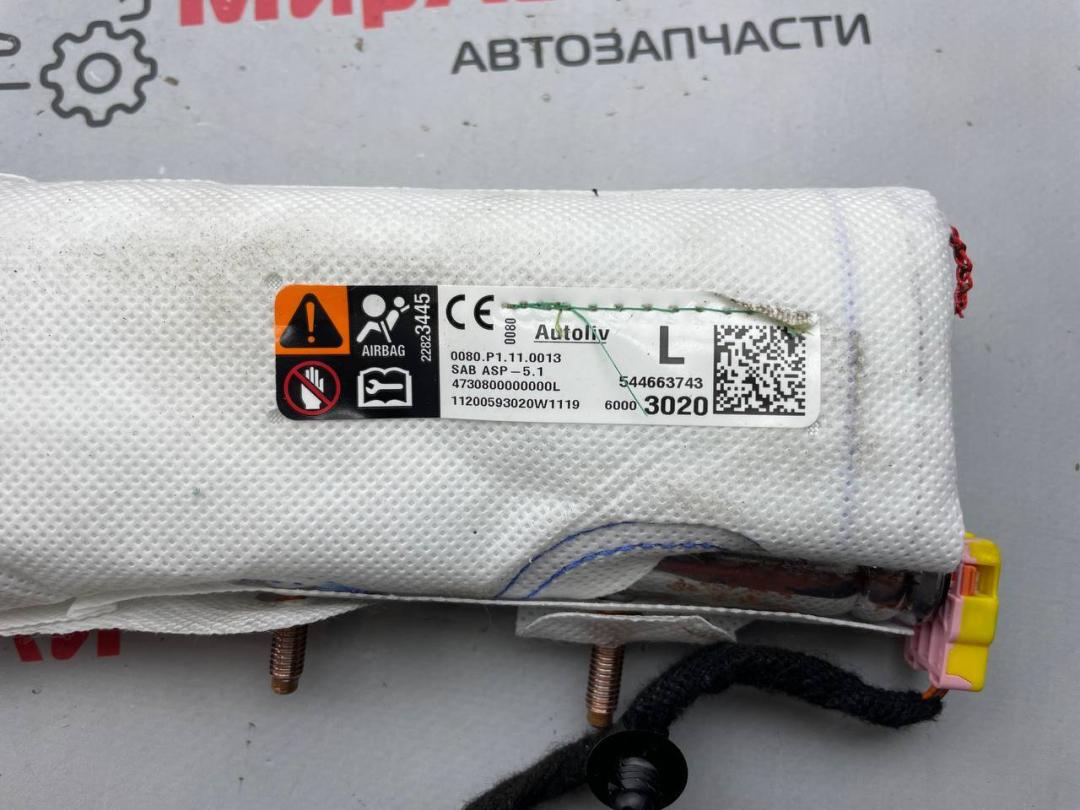 АВТОЗАПЧАСТИ
AIRBAG
22823445
CE
0080
Autoliv
L
0080.P1.11.0013
SAB ASP-5.1
4730800000000L
544663743
11200593020W1119
6000 3020